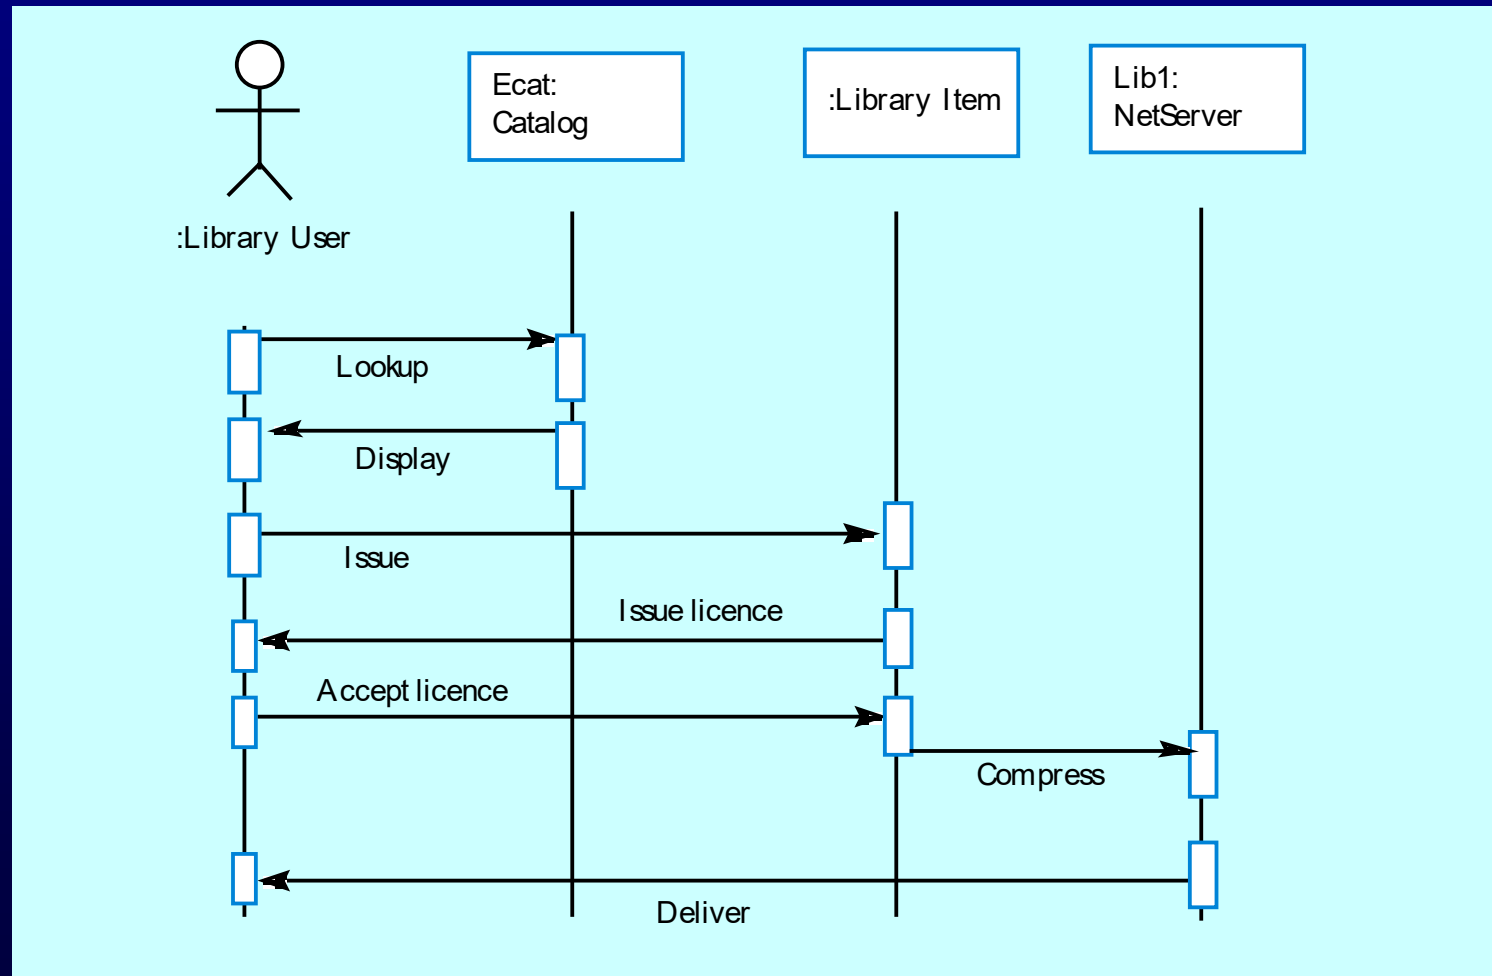 Ecat:
Catalog
:Library Item
Lib1:
NetServer
:Library User
Lookup
Display
Issue
Issue licence
Accept licence
Compress
Deliver